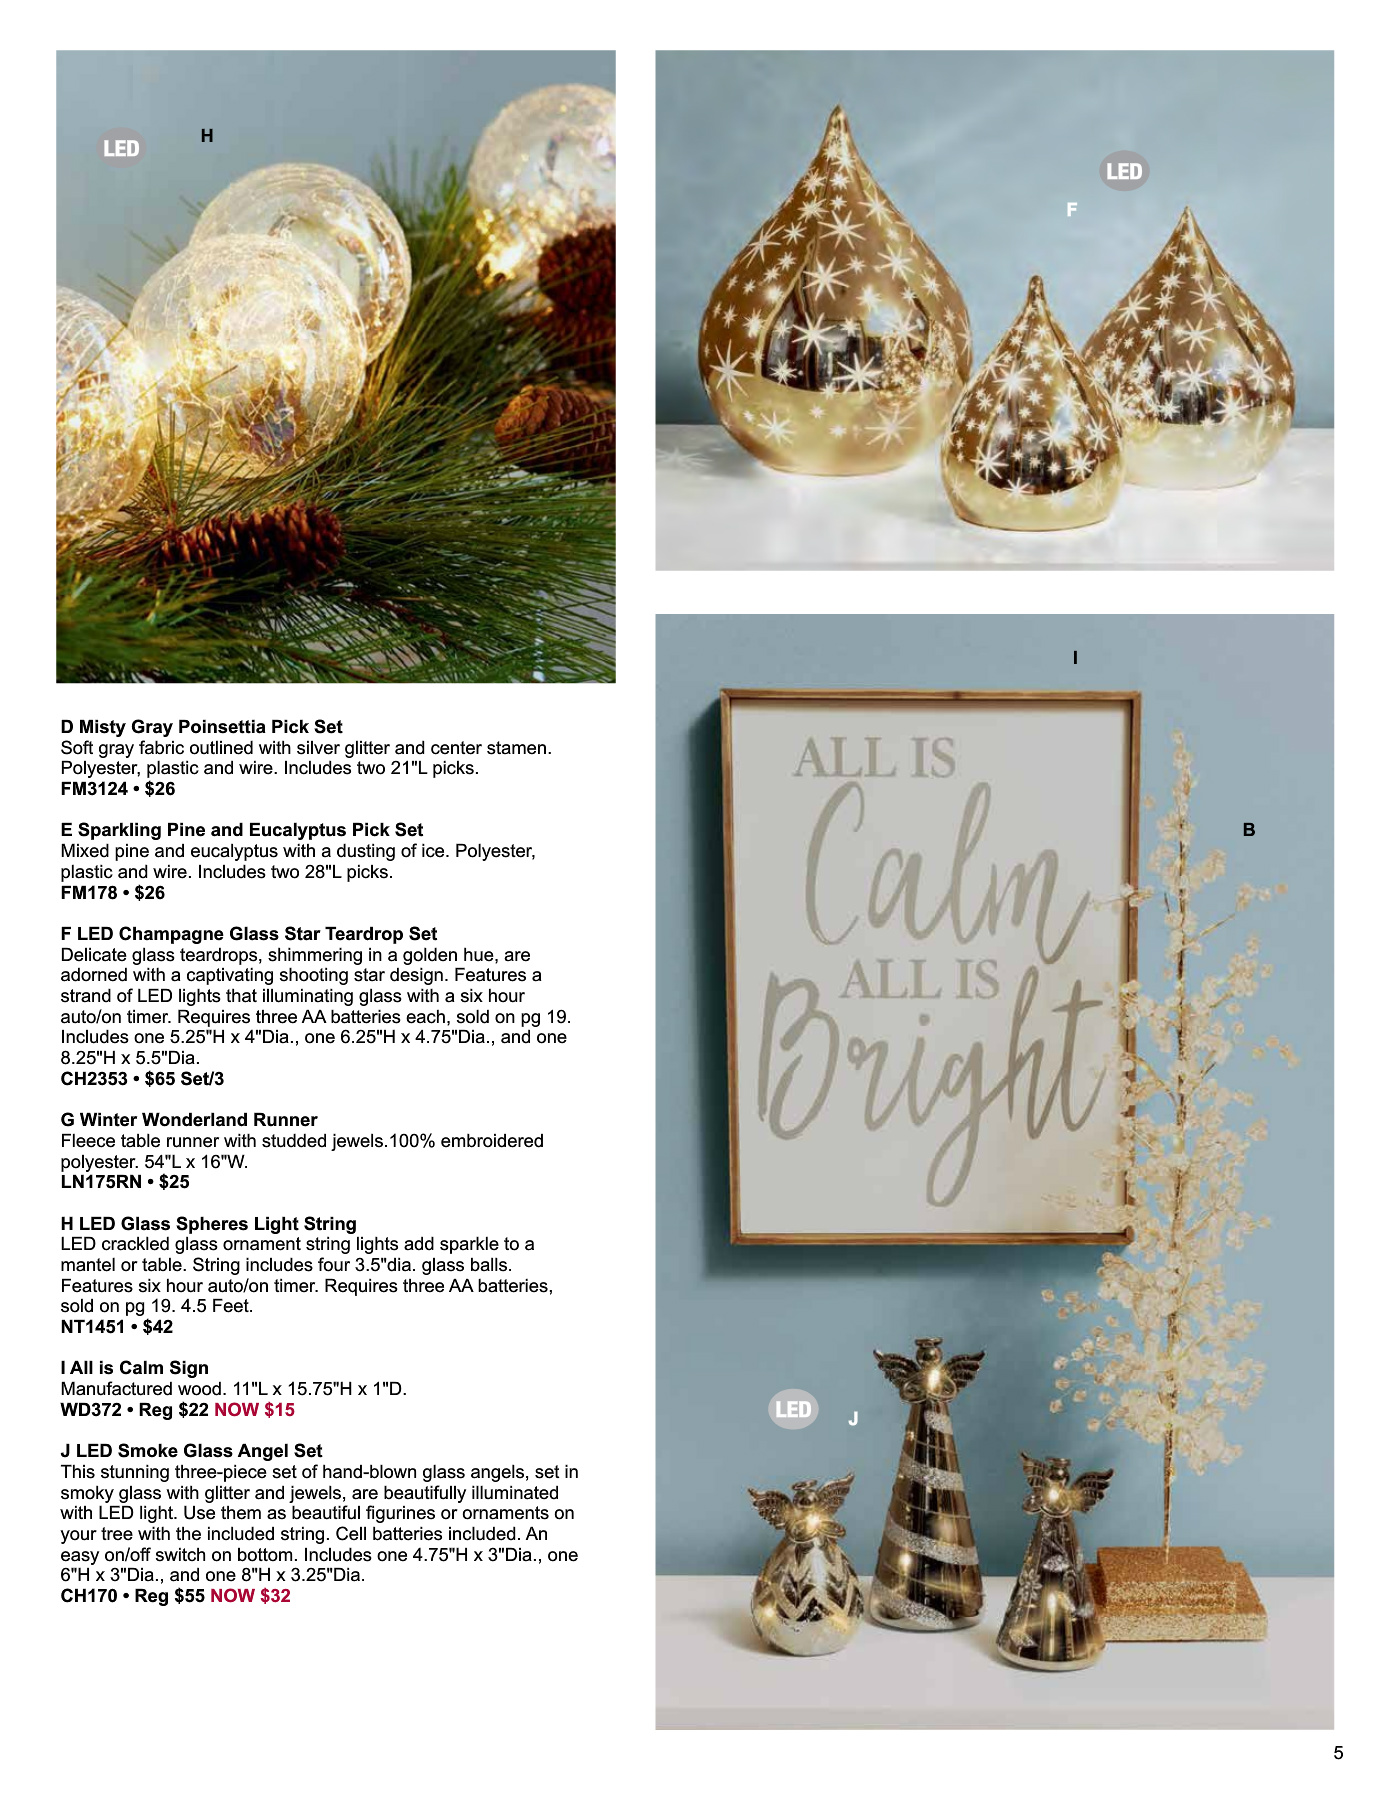 LED
H
LED
F
D Misty Gray Poinsettia Pick Set
Soft gray fabric outlined with silver glitter and center stamen.
Polyester, plastic and wire. Includes two 21"L picks.
FM3124 • $26
E Sparkling Pine and Eucalyptus Pick Set
Mixed pine and eucalyptus with a dusting of ice. Polyester,
plastic and wire. Includes two 28"L picks.
FM178 • $26
F LED Champagne Glass Star Teardrop Set
Delicate glass teardrops, shimmering in a golden hue, are
adorned with a captivating shooting star design. Features a
strand of LED lights that illuminating glass with a six hour
auto/on timer. Requires three AA batteries each, sold on pg 19.
Includes one 5.25"H x 4"Dia., one 6.25"H x 4.75"Dia., and one
8.25"H x 5.5"Dia.
CH2353 • $65 Set/3
G Winter Wonderland Runner
Fleece table runner with studded jewels.100% embroidered
polyester. 54"L x 16"W.
LN175RN • $25
H LED Glass Spheres Light String
LED crackled glass ornament string lights add sparkle to a
mantel or table. String includes four 3.5"dia. glass balls.
Features six hour auto/on timer. Requires three AA batteries,
sold on pg 19. 4.5 Feet.
NT1451 • $42
I All is Calm Sign
Manufactured wood. 11"L x 15.75"H x 1"D.
WD372 • Reg $22 NOW $15
J LED Smoke Glass Angel Set
This stunning three-piece set of hand-blown glass angels, set in
smoky glass with glitter and jewels, are beautifully illuminated
with LED light. Use them as beautiful figurines or ornaments on
your tree with the included string. Cell batteries included. An
easy on/off switch on bottom. Includes one 4.75"H x 3"Dia., one
6"H x 3"Dia., and one 8"H x 3.25"Dia.
CH170 • Reg $55 NOW $32
I
ALL IS
Calm
ALL IS
Bright
B
LED
J
5